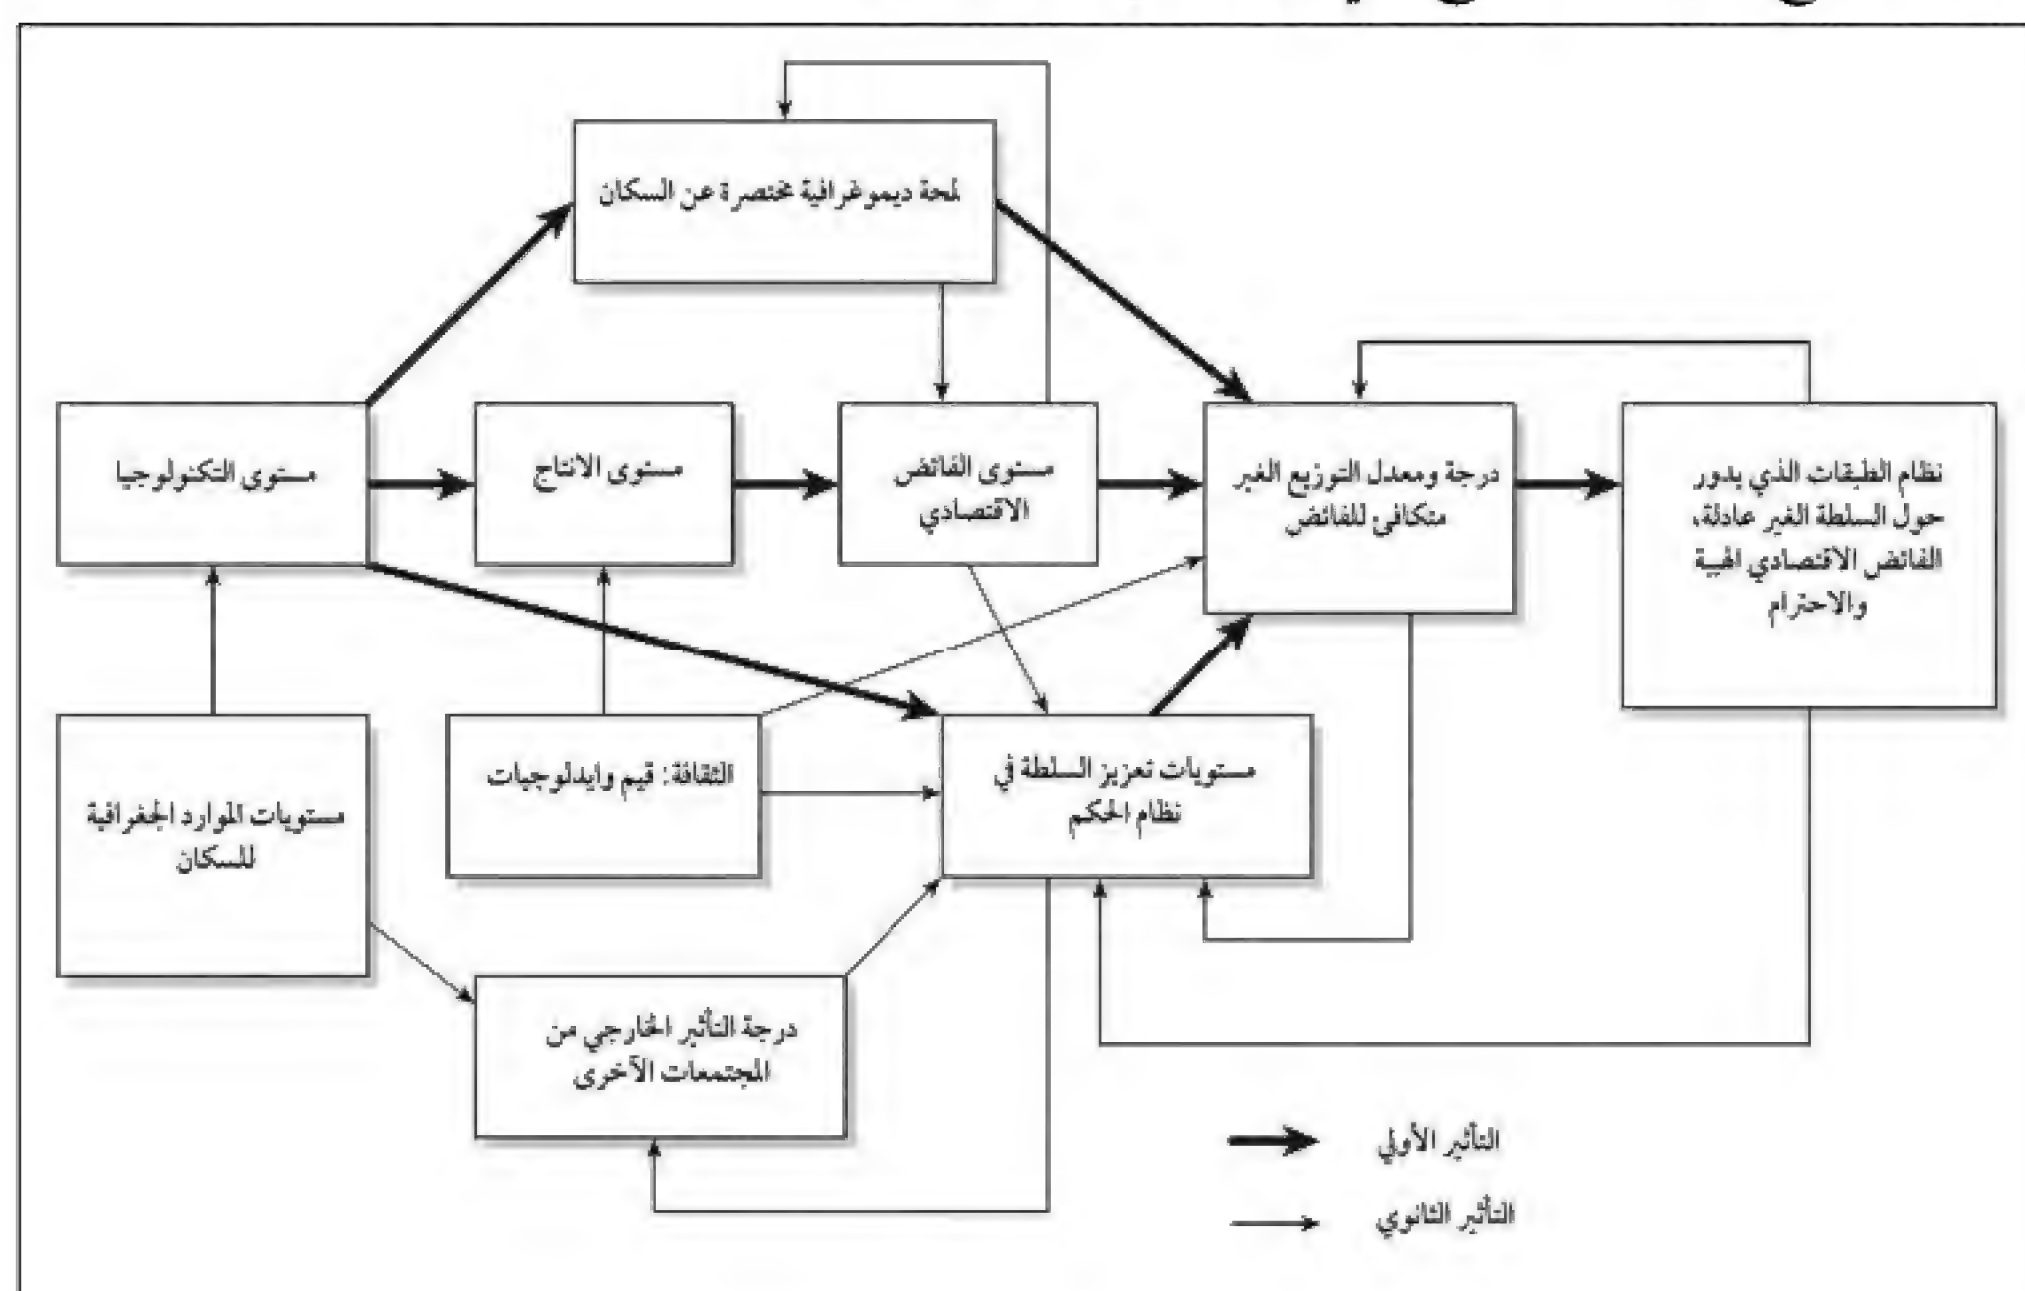 لمحة ديموغرافية مختصرة عن السكان
مستوى التكنولوجيا
مستوى الانتاج
مستوى الفائض
الاقتصادي
درجة ومعدل التوزيع الغير
متكافئ للفائض
نظام الطبقات الذي يدور
حول السلطة الغير عادلة،
الفائض الاقتصادي الهيبة
والاحترام
مستويات الموارد الجغرافية
للسكان
الثقافة: قيم وايدلوجيات
مستويات تعزيز السلطة في
نظام الحكم
درجة التأثير الخارجي من
المجتمعات الآخرى
التأثير الأولي
التأثير الثانوي